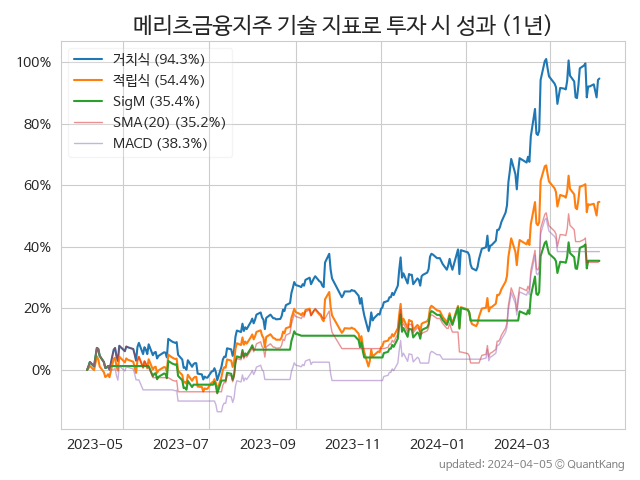 메리츠금융지주 기술 지표로 투자 시 성과 (1년)
거치식 (94.3%)
적립식 (54.4%)
SigM (35.4%)
SMA(20) (35.2%)
MACD (38.3%)
100%
80%
60%
40%
20%
0%
2023-05 2023-07 2023-09 2023-11 2024-01 2024-03
updated: 2024-04-05 © QuantKang